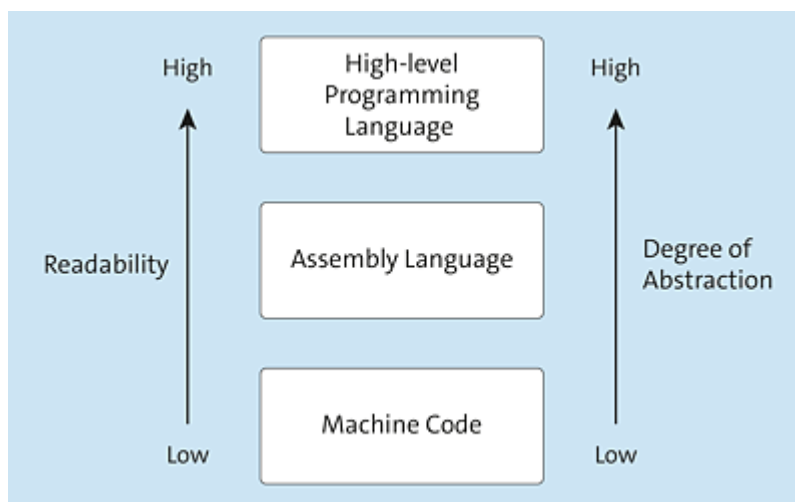 High
High-level
Programming
Language
High
Readability
Assembly Language
Degree of
Abstraction
Machine Code
Low
Low